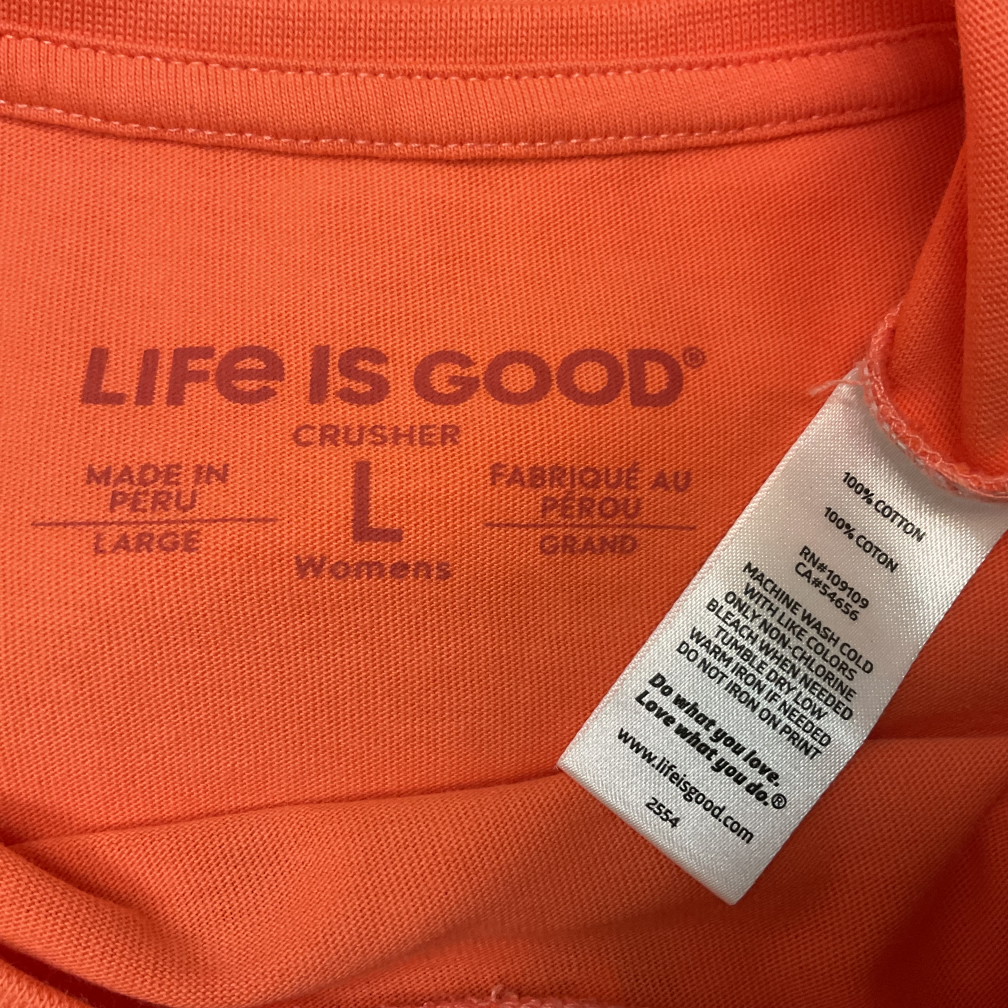 LIFe IS GOOD®
CRUSHER
MADE IN
PERU
LARGE
L
Womens
FABRIQUÉ AU
PÉROU
GRAND
100% COTTON
100% COTON
RN#109109
CA#54656
MACHINE WASH COLD
WITH LIKE COLORS
ONLY NON-CHLORINE
BLEACH WHEN NEEDED
TUMBLE DRY LOW
WARM IRON IF NEEDED
DO NOT IRON ON PRINT
Do what you love.
Love what you do.®
www.lifeisgood.com
2554